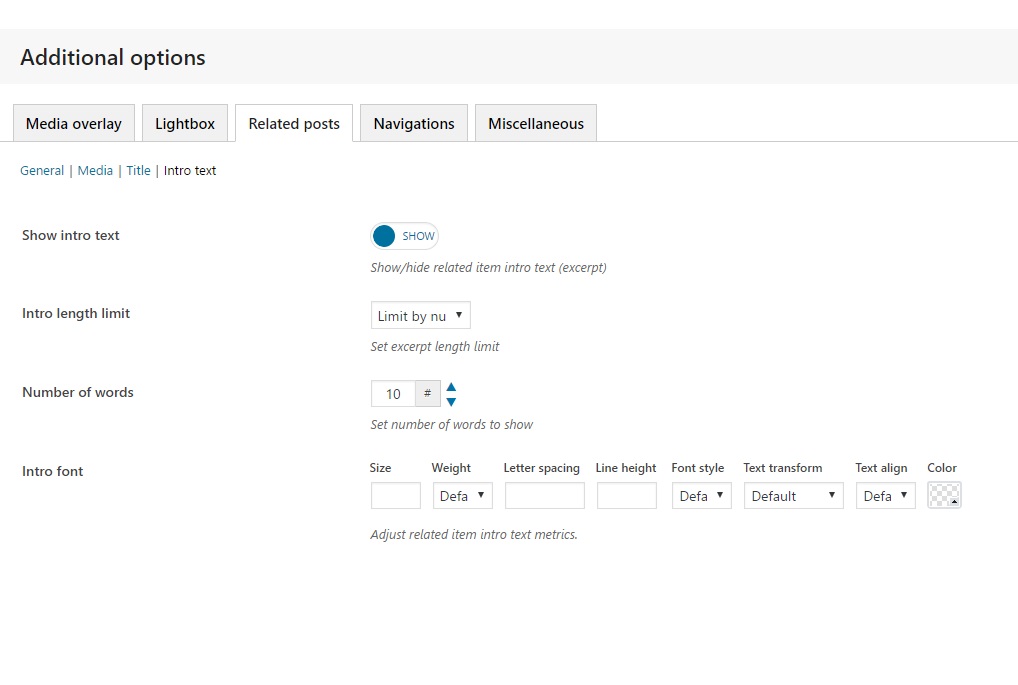 Additional options
Media overlay Lightbox Related posts Navigations Miscellaneous
General | Media | Title | Intro text
Show intro text SHOW
Show/hide related item intro text (excerpt)
Intro length limit Limit by nu
Set excerpt length limit
Number of words 10 #
Set number of words to show
Intro font Size Weight Letter spacing Line height Font style Text transform Text align Color
Defa Defa Default Defa
Adjust related item intro text metrics.